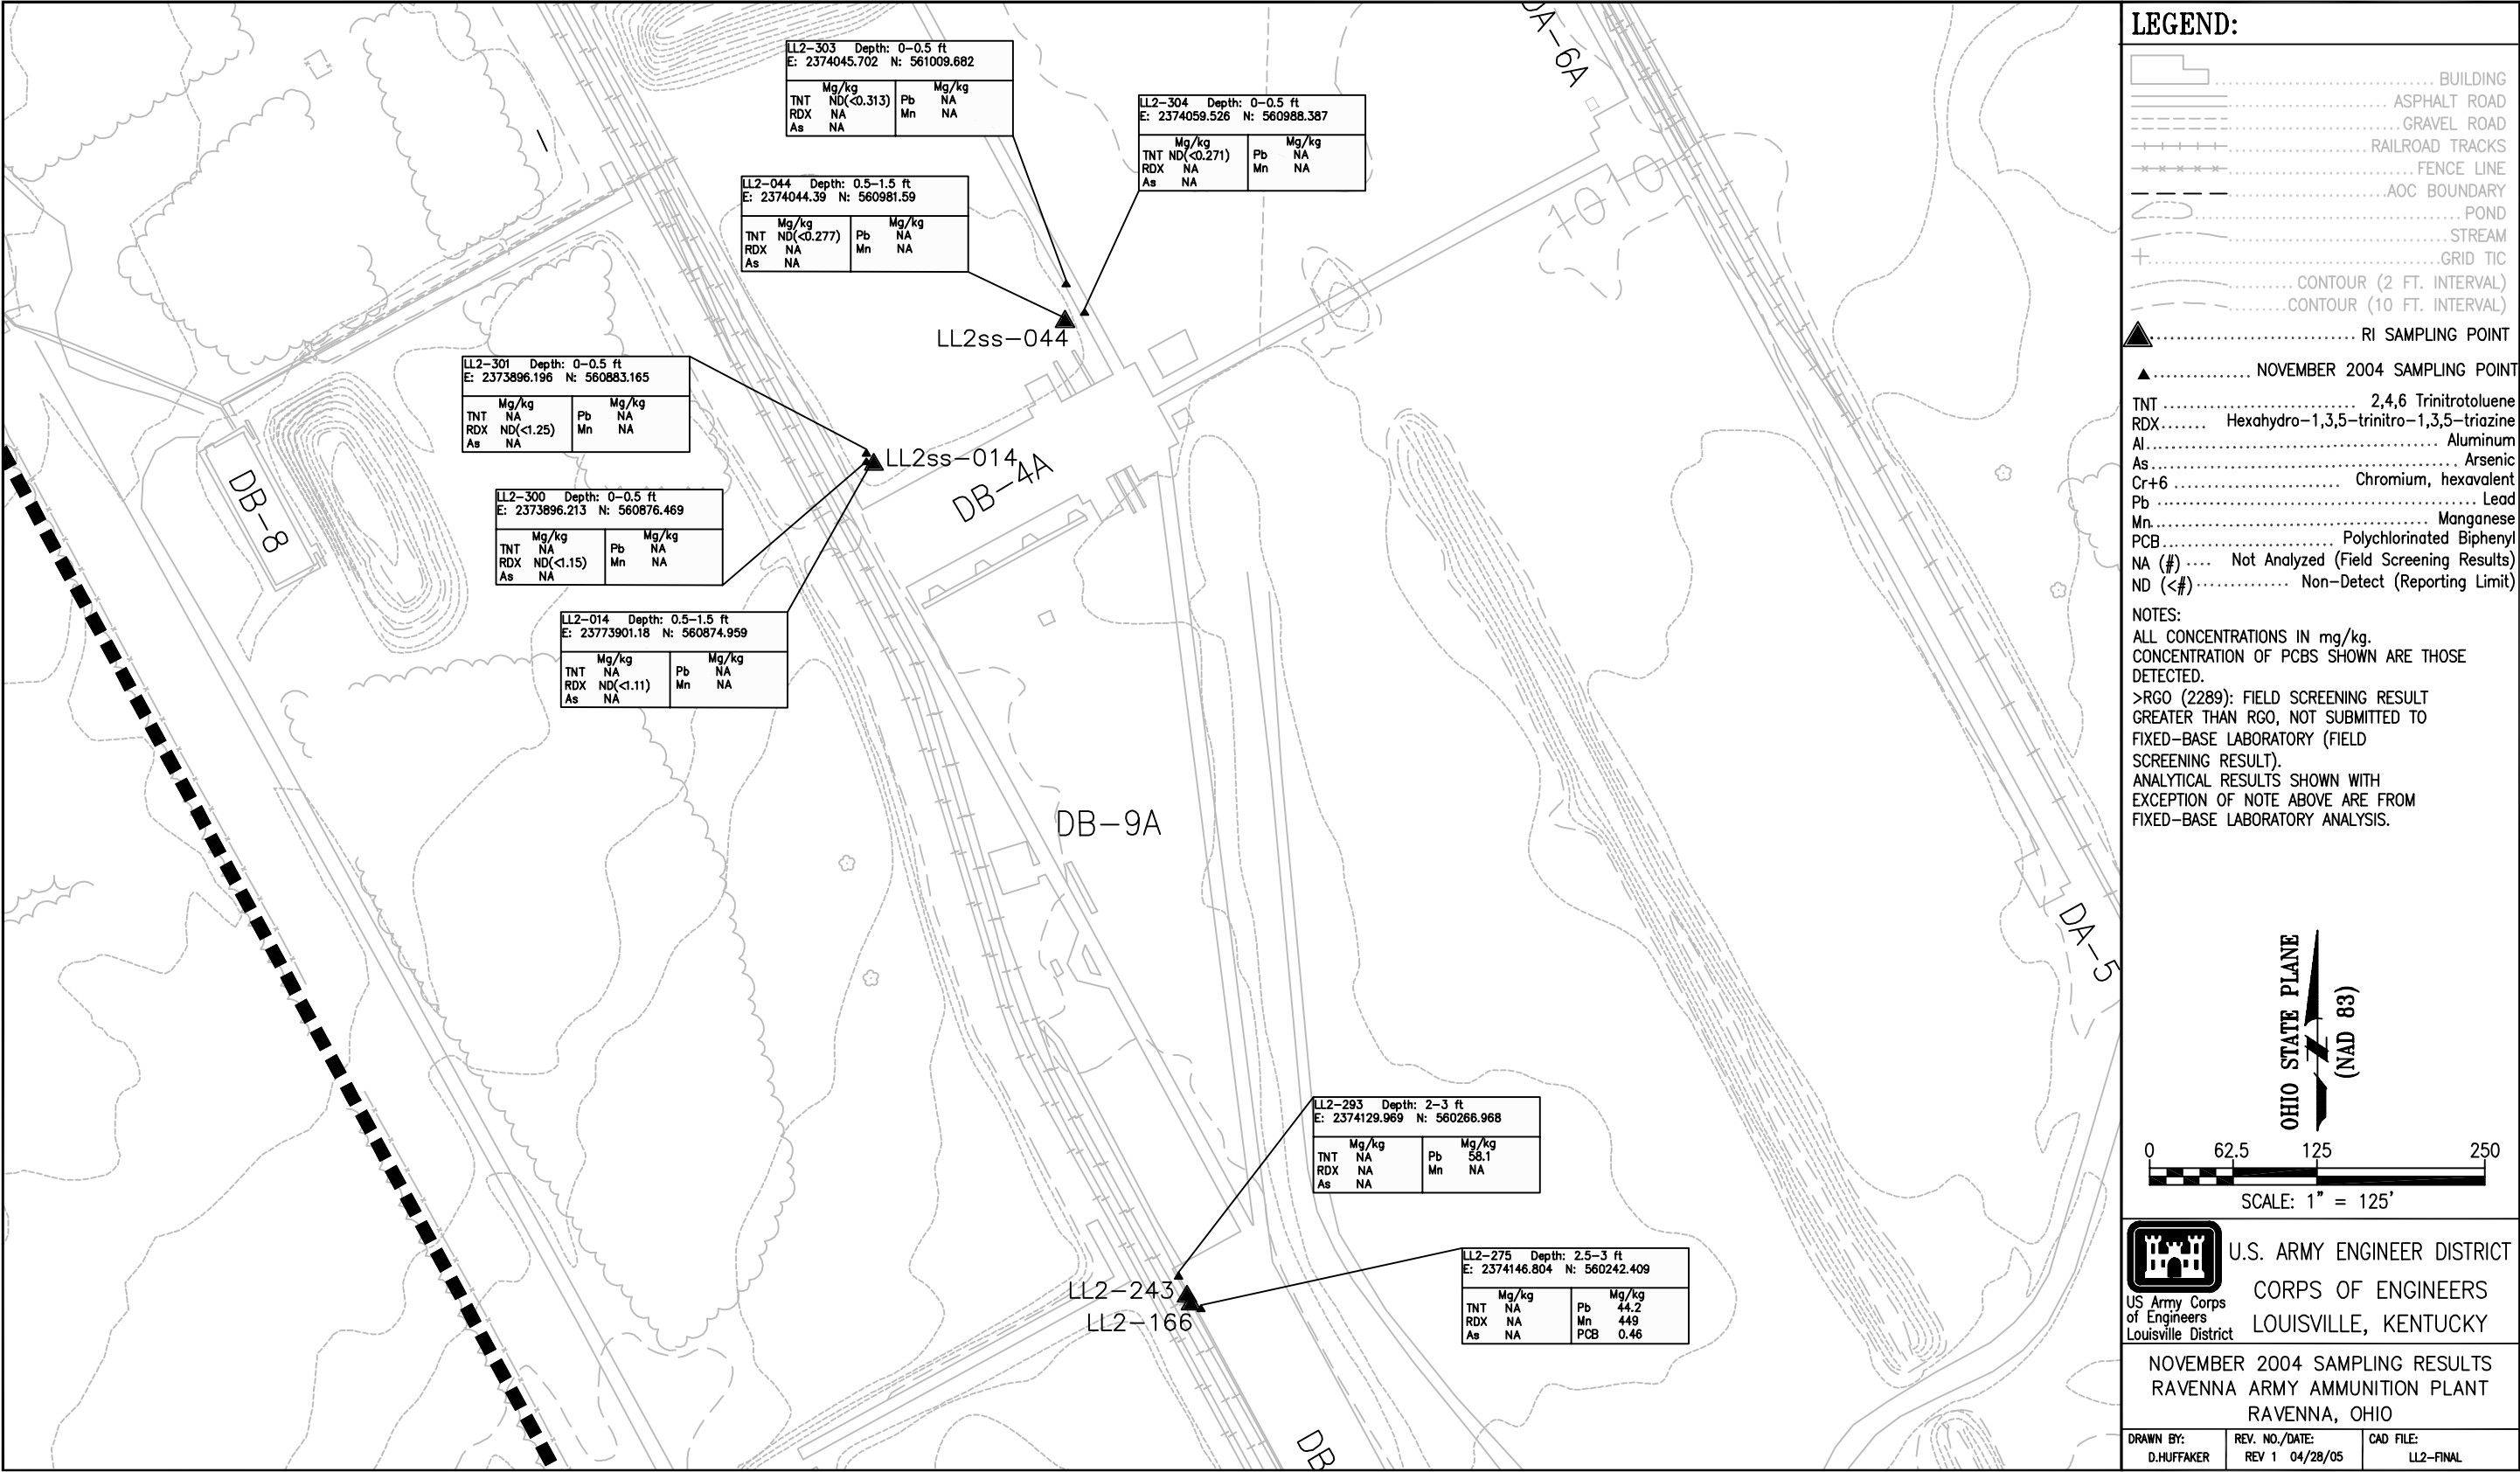 DA-6A
LL2-303 Depth: 0-0.5 ft
E: 2374045.702 N: 561009.682
Mg/kg Mg/kg
TNT ND(<0.313) Pb NA
RDX NA Mn NA
As NA
LL2-304 Depth: 0-0.5 ft
E: 2374059.526 N: 560988.387
Mg/kg Mg/kg
TNT ND(<0.271) Pb NA
RDX NA Mn NA
As NA
LL2-044 Depth: 0.5-1.5 ft
E: 2374044.39 N: 560981.59
Mg/kg Mg/kg
TNT ND(<0.277) Pb NA
RDX NA Mn NA
As NA
1010
LL2ss-044
LL2-301 Depth: 0-0.5 ft
E: 2373896.196 N: 560883.165
Mg/kg Mg/kg
TNT NA Pb NA
RDX ND(<1.25) Mn NA
As NA
LL2ss-014
DB-4A
DB-8
LL2-300 Depth: 0-0.5 ft
E: 2373896.213 N: 560876.469
Mg/kg Mg/kg
TNT NA Pb NA
RDX ND(<1.15) Mn NA
As NA
LL2-014 Depth: 0.5-1.5 ft
E: 23773901.18 N: 560874.959
Mg/kg Mg/kg
TNT NA Pb NA
RDX ND(<1.11) Mn NA
As NA
DB-9A
DA-5
LL2-293 Depth: 2-3 ft
E: 2374129.969 N: 560266.968
Mg/kg Mg/kg
TNT NA Pb 58.1
RDX NA Mn NA
As NA
LL2-275 Depth: 2.5-3 ft
E: 2374146.804 N: 560242.409
Mg/kg Mg/kg
TNT NA Pb 44.2
RDX NA Mn 449
As NA PCB 0.46
LL2-243
LL2-166
DB
LEGEND:
BUILDING
ASPHALT ROAD
GRAVEL ROAD
RAILROAD TRACKS
FENCE LINE
AOC BOUNDARY
POND
STREAM
GRID TIC
CONTOUR (2 FT. INTERVAL)
CONTOUR (10 FT. INTERVAL)
RI SAMPLING POINT
NOVEMBER 2004 SAMPLING POINT
TNT 2,4,6 Trinitrotoluene
RDX Hexahydro-1,3,5-trinitro-1,3,5-triazine
Al Aluminum
As Arsenic
Cr+6 Chromium, hexavalent
Pb Lead
Mn Manganese
PCB Polychlorinated Biphenyl
NA (#) Not Analyzed (Field Screening Results)
ND (<#) Non-Detect (Reporting Limit)
NOTES:
ALL CONCENTRATIONS IN mg/kg.
CONCENTRATION OF PCBS SHOWN ARE THOSE
DETECTED.
>RGO (2289): FIELD SCREENING RESULT
GREATER THAN RGO, NOT SUBMITTED TO
FIXED-BASE LABORATORY (FIELD
SCREENING RESULT).
ANALYTICAL RESULTS SHOWN WITH
EXCEPTION OF NOTE ABOVE ARE FROM
FIXED-BASE LABORATORY ANALYSIS.
OHIO STATE PLANE
(NAD 83)
N
0 62.5 125 250
SCALE: 1" = 125'
US Army Corps
of Engineers
Louisville District
U.S. ARMY ENGINEER DISTRICT
CORPS OF ENGINEERS
LOUISVILLE, KENTUCKY
NOVEMBER 2004 SAMPLING RESULTS
RAVENNA ARMY AMMUNITION PLANT
RAVENNA, OHIO
DRAWN BY: REV. NO./DATE: CAD FILE:
D.HUFFAKER REV 1 04/28/05 LL2-FINAL